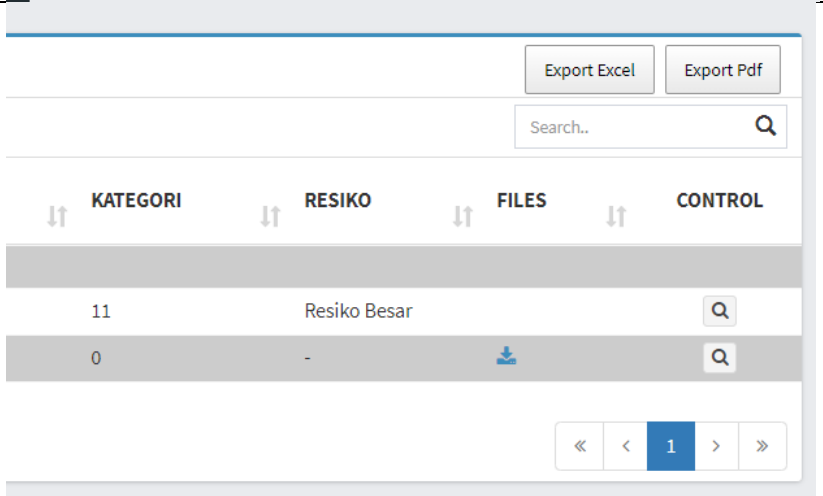 Export Excel Export Pdf
Search..
KATEGORI RESIKO FILES CONTROL
11 Resiko Besar
0 -
« < 1 > »